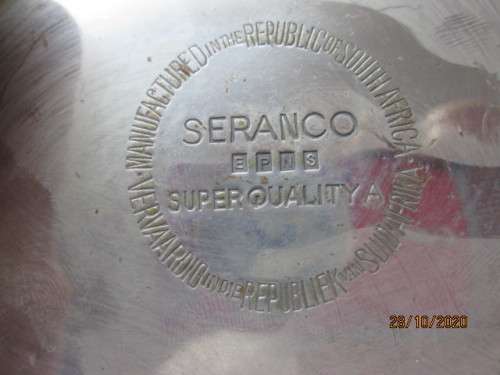 MANUFACTURED IN THE REPUBLIC OF SOUTH AFRICA
SERANCO
EPNS
SUPER QUALITY A
VERVAARDIG IN DIE REPUBLIEK VAN SUID AFRIKA
28/10/2020